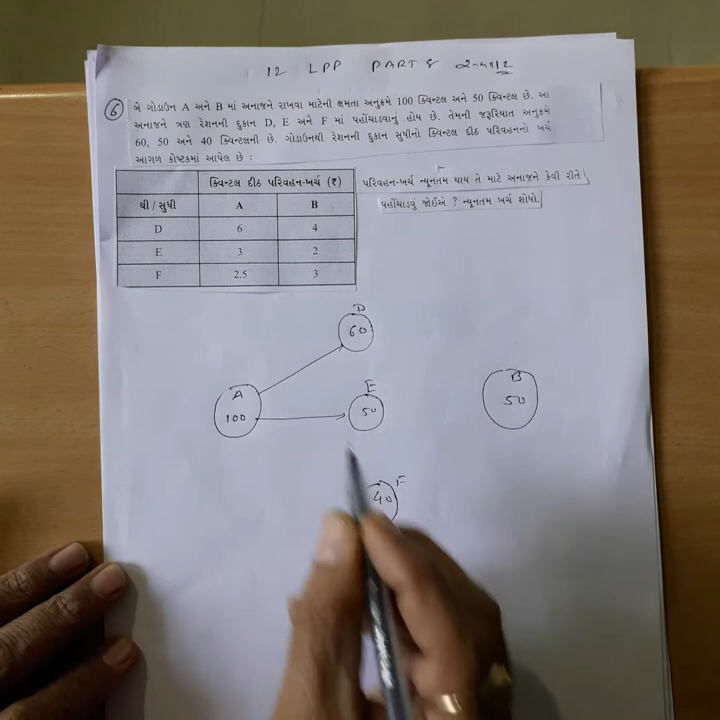 12 LPP PART 8
6 બે ગોડાઉન A અને B માં અનાજને રાખવા માટેની ક્ષમતા અનુક્રમે 100 ક્વિન્ટલ અને 50 ક્વિન્ટલ છે. આ
અનાજને ત્રણ રેશનની દુકાન D, E અને F માં પહોંચાડવાનું હોય છે. તેમની જરૂરિયાત અનુક્રમે
60, 50 અને 40 ક્વિન્ટલની છે. ગોડાઉનથી રેશનની દુકાન સુધીનો ક્વિન્ટલ દીઠ પરિવહનનો ખર્ચ
આગળ કોષ્ટકમાં આપેલ છે :
ક્વિન્ટલ દીઠ પરિવહન-ખર્ચ (₹)
થી / સુધી A B
D 6 4
E 3 2
F 2.5 3
પરિવહન-ખર્ચ ન્યૂનતમ થાય તે માટે અનાજને કેવી રીતે
પહોંચાડવું જોઈએ ? ન્યૂનતમ ખર્ચ શોધો.
D
60
A
100
E
50
B
50
F
40